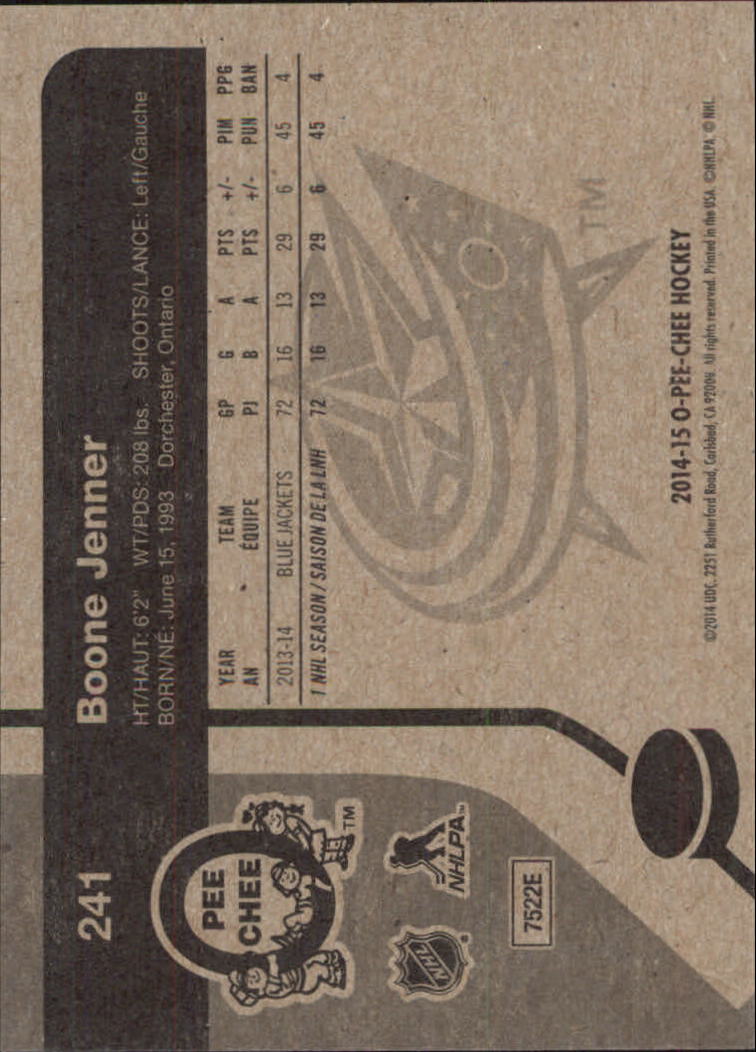 241 Boone Jenner
HT/HAUT: 6'2" WT/PDS: 208 lbs. SHOOTS/LANCE: Left/Gauche
BORN/NÉ: June 15, 1993 Dorchester, Ontario
YEAR TEAM GP G A PTS +/- PIM PPG
AN ÉQUIPE PJ B A PTS +/- PUN BAN
2013-14 BLUE JACKETS 72 16 13 29 6 45 4
1 NHL SEASON / SAISON DE LA LNH 72 16 13 29 6 45 4
PEE
CHEE
TM
TM
NHL ®
NHLPA™
7522E
2014-15 O-PEE-CHEE HOCKEY
©2014 UDC, 2251 Rutherford Road, Carlsbad, CA 92008. All rights reserved. Printed in the USA. ©NHLPA. © NHL.